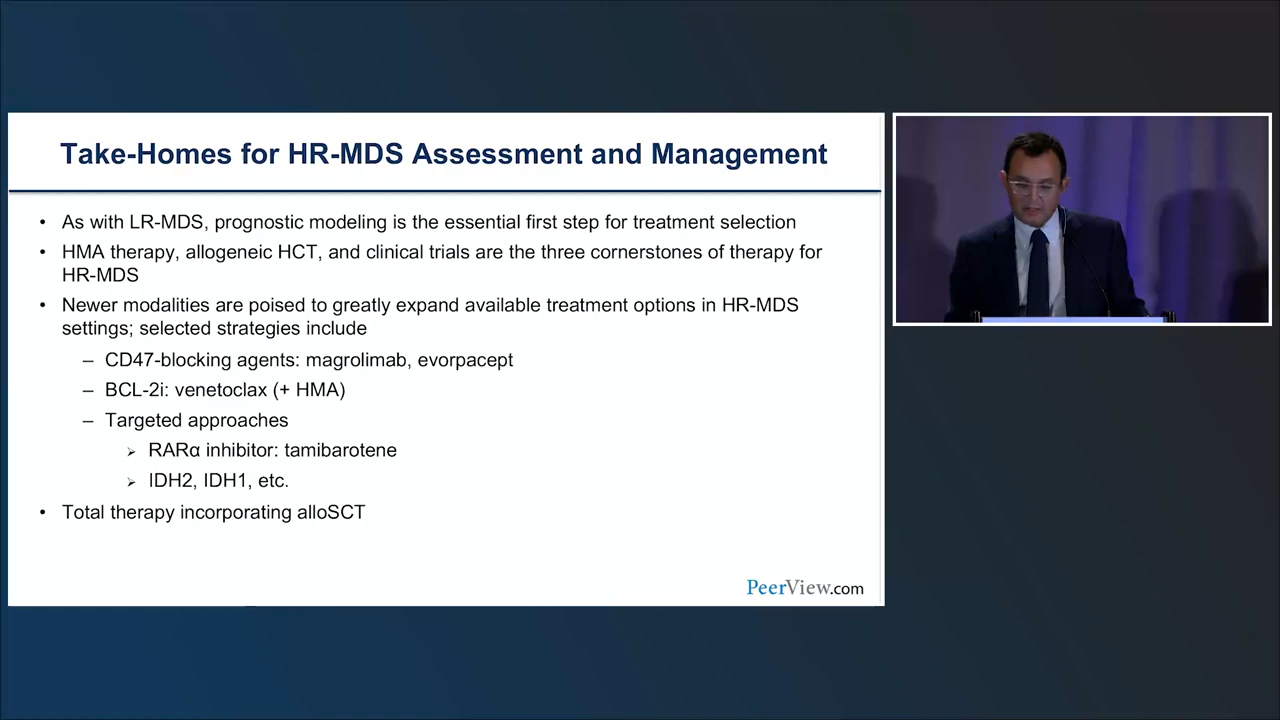 Take-Homes for HR-MDS Assessment and Management
• As with LR-MDS, prognostic modeling is the essential first step for treatment selection
• HMA therapy, allogeneic HCT, and clinical trials are the three cornerstones of therapy for
HR-MDS
• Newer modalities are poised to greatly expand available treatment options in HR-MDS
settings; selected strategies include
– CD47-blocking agents: magrolimab, evorpacept
– BCL-2i: venetoclax (+ HMA)
– Targeted approaches
➢ RARα inhibitor: tamibarotene
➢ IDH2, IDH1, etc.
• Total therapy incorporating alloSCT
PeerView.com